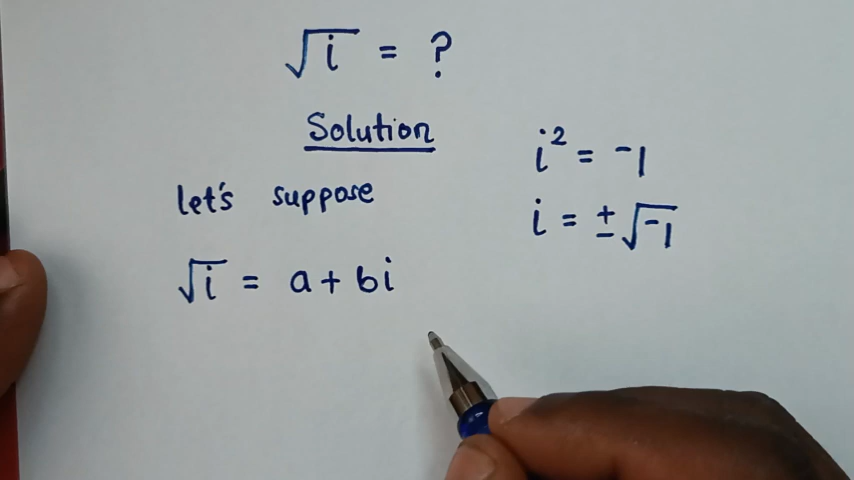 √i = ?
Solution
let's suppose
√i = a + bi
i² = -1
i = ±√-1